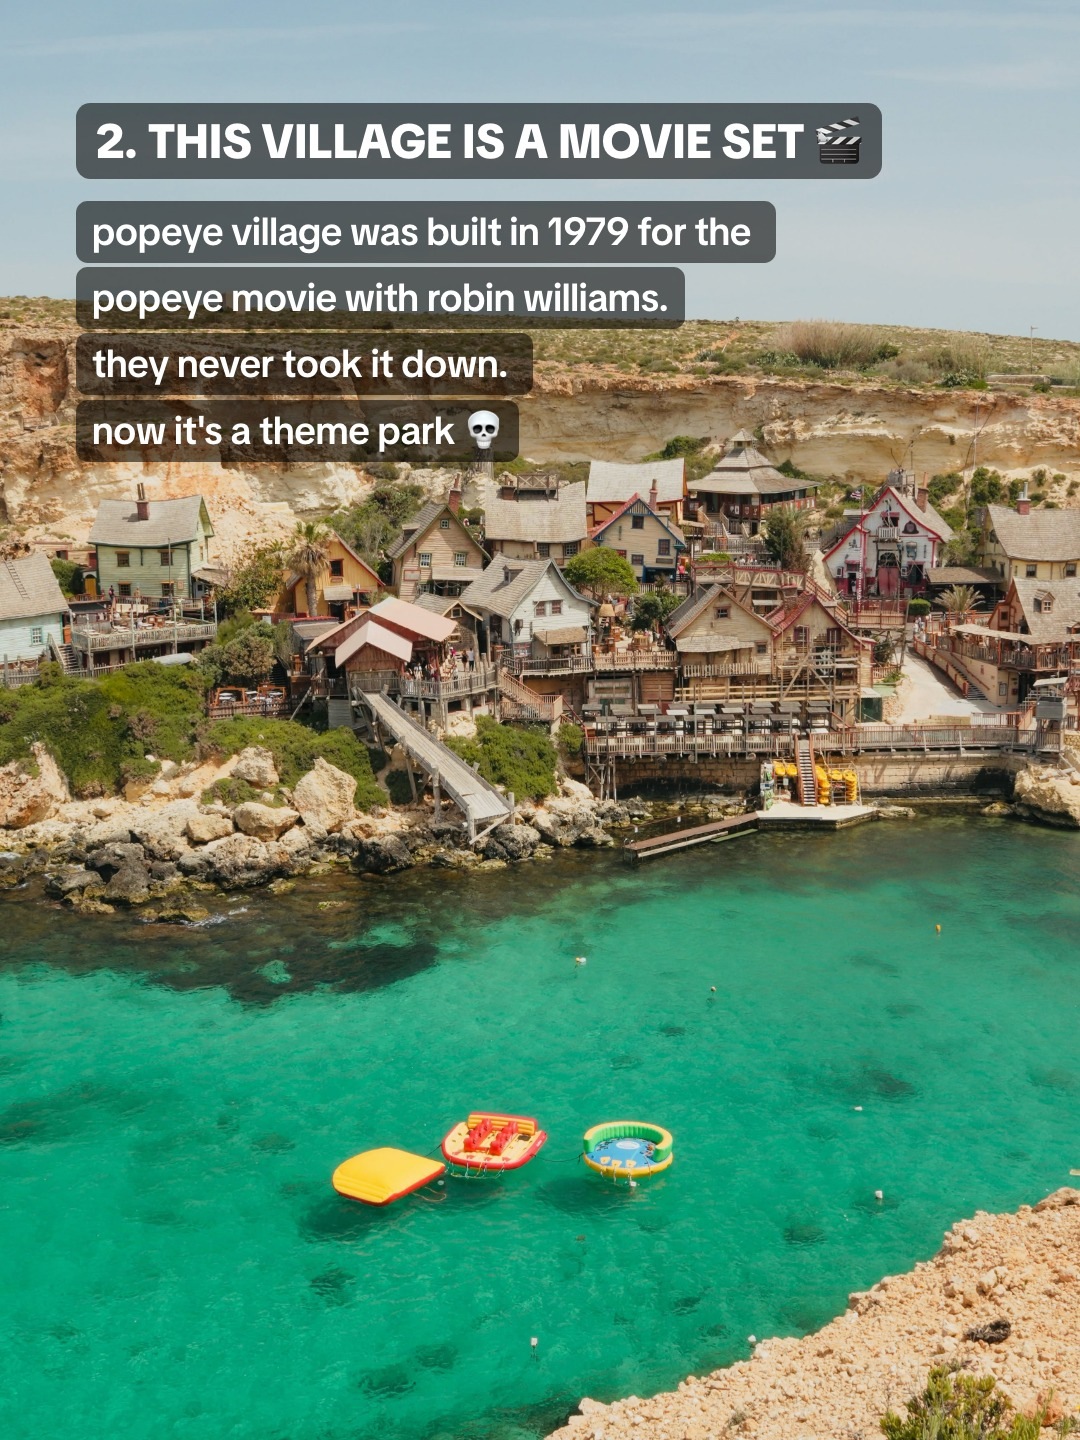 2. THIS VILLAGE IS A MOVIE SET 🎬
popeye village was built in 1979 for the
popeye movie with robin williams.
they never took it down.
now it's a theme park 💀